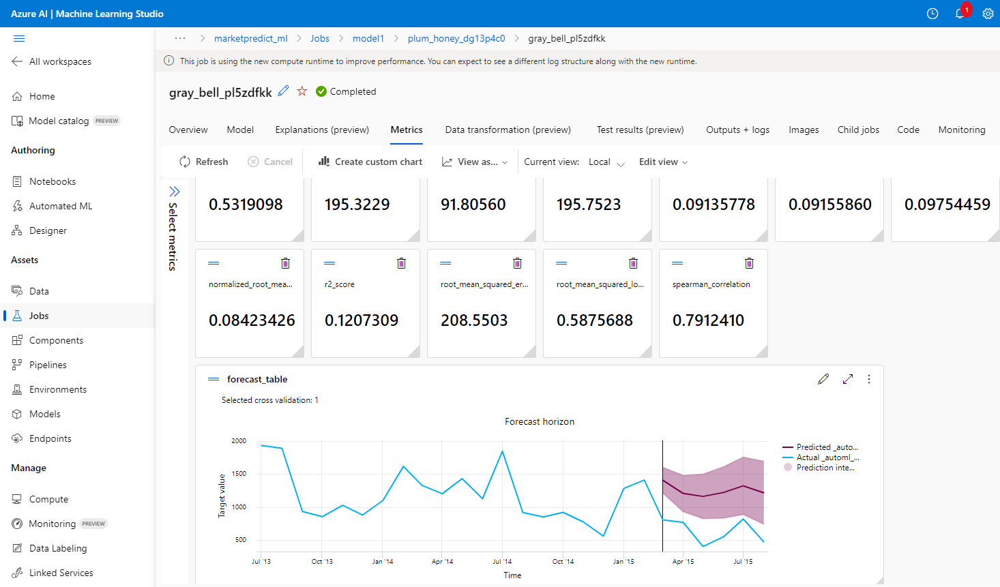 Azure AI | Machine Learning Studio
1
All workspaces
Home
Model catalog PREVIEW
Authoring
Notebooks
Automated ML
Designer
Assets
Data
Jobs
Components
Pipelines
Environments
Models
Endpoints
Manage
Compute
Monitoring PREVIEW
Data Labeling
Linked Services
··· > marketpredict_ml > Jobs > model1 > plum_honey_dg13p4c0 > gray_bell_pl5zdfkk
This job is using the new compute runtime to improve performance. You can expect to see a different log structure along with the new runtime.
gray_bell_pl5zdfkk Completed
Overview Model Explanations (preview) Metrics Data transformation (preview) Test results (preview) Outputs + logs Images Child jobs Code Monitoring
Refresh Cancel Create custom chart View as... Current view: Local Edit view
Select metrics
0.5319098 195.3229 91.80560 195.7523 0.09135778 0.09155860 0.09754459
normalized_root_mea... r2_score root_mean_squared_er... root_mean_squared_lo... spearman_correlation
0.08423426 0.1207309 208.5503 0.5875688 0.7912410
forecast_table
Selected cross validation: 1
Forecast horizon
2000
1500
1000
500
Target value
Jul '13 Oct '13 Jan '14 Apr '14 Jul '14 Oct '14 Jan '15 Apr '15 Jul '15
Time
Predicted _auto...
Actual _automl_...
Prediction inte...